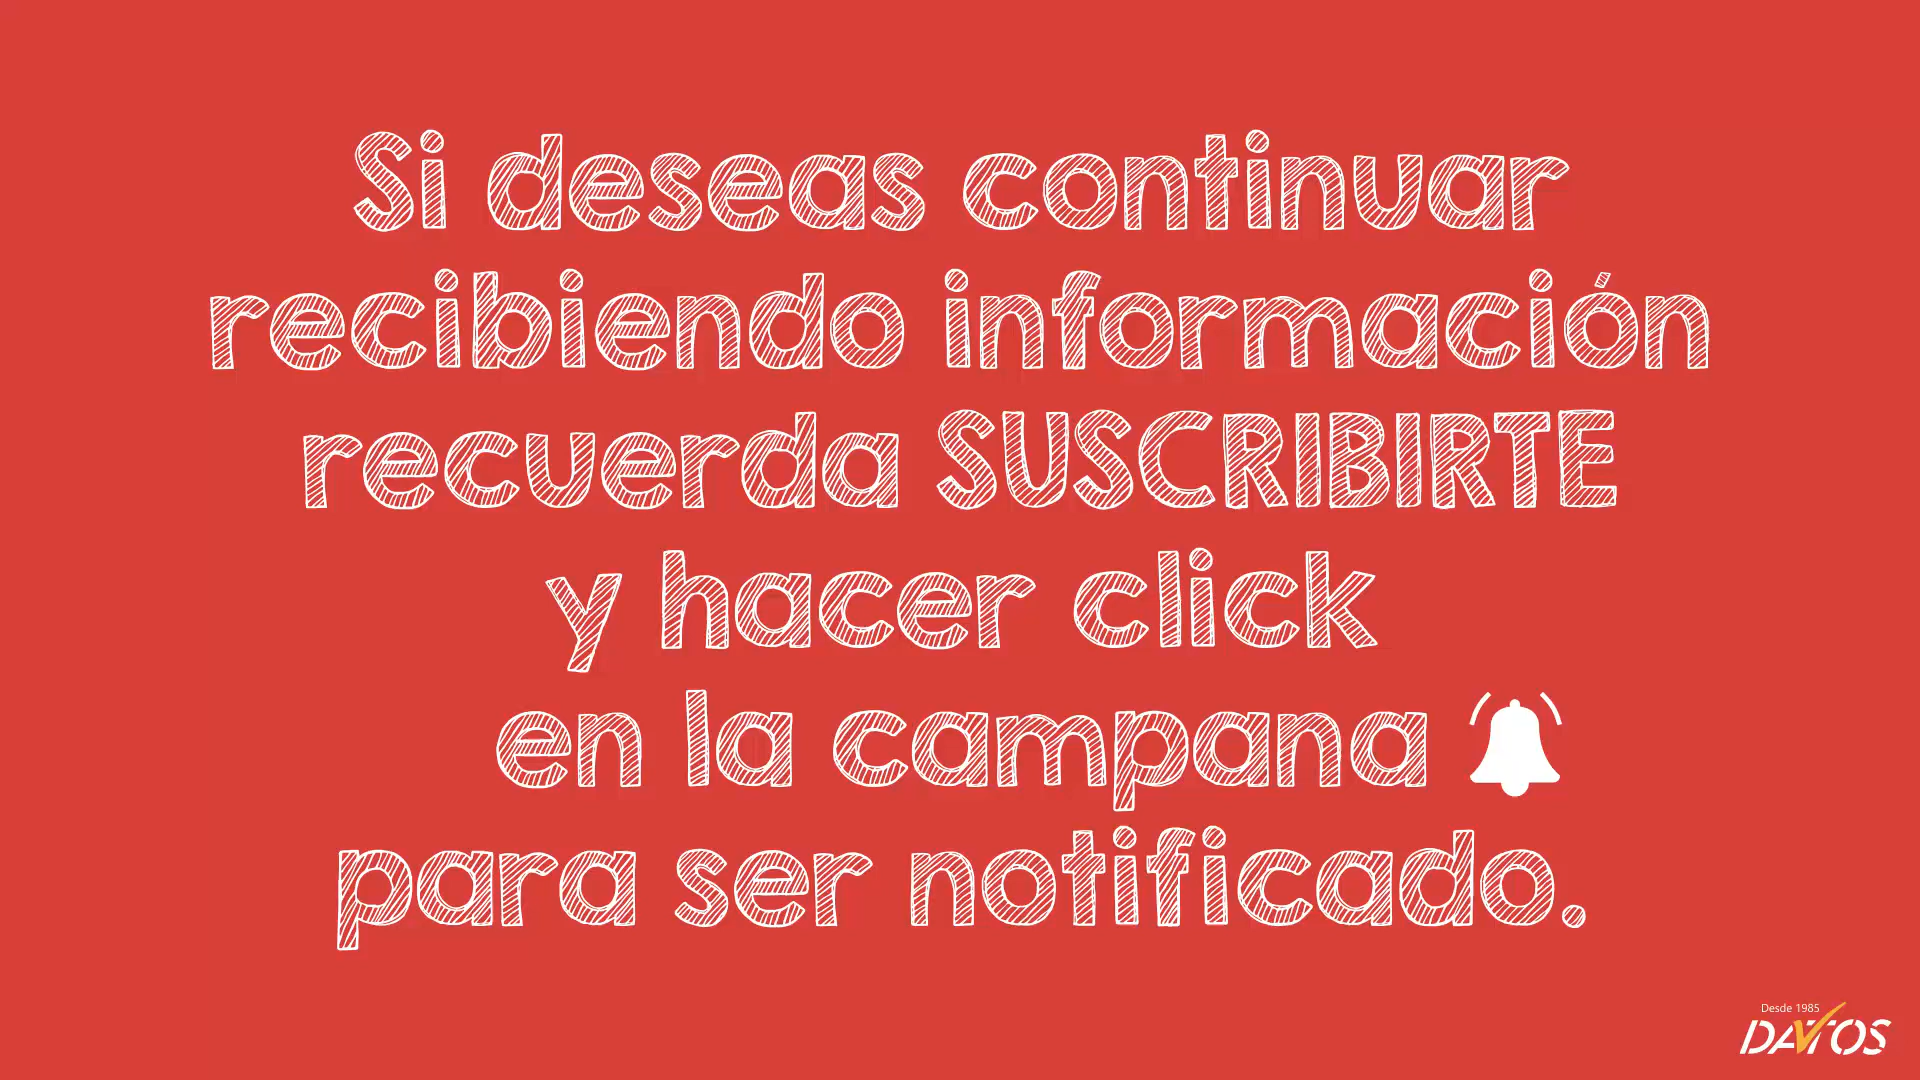 Si deseas continuar
recibiendo información
recuerda SUSCRIBIRTE
y hacer click
en la campana
para ser notificado.
Desde 1985
DATOS